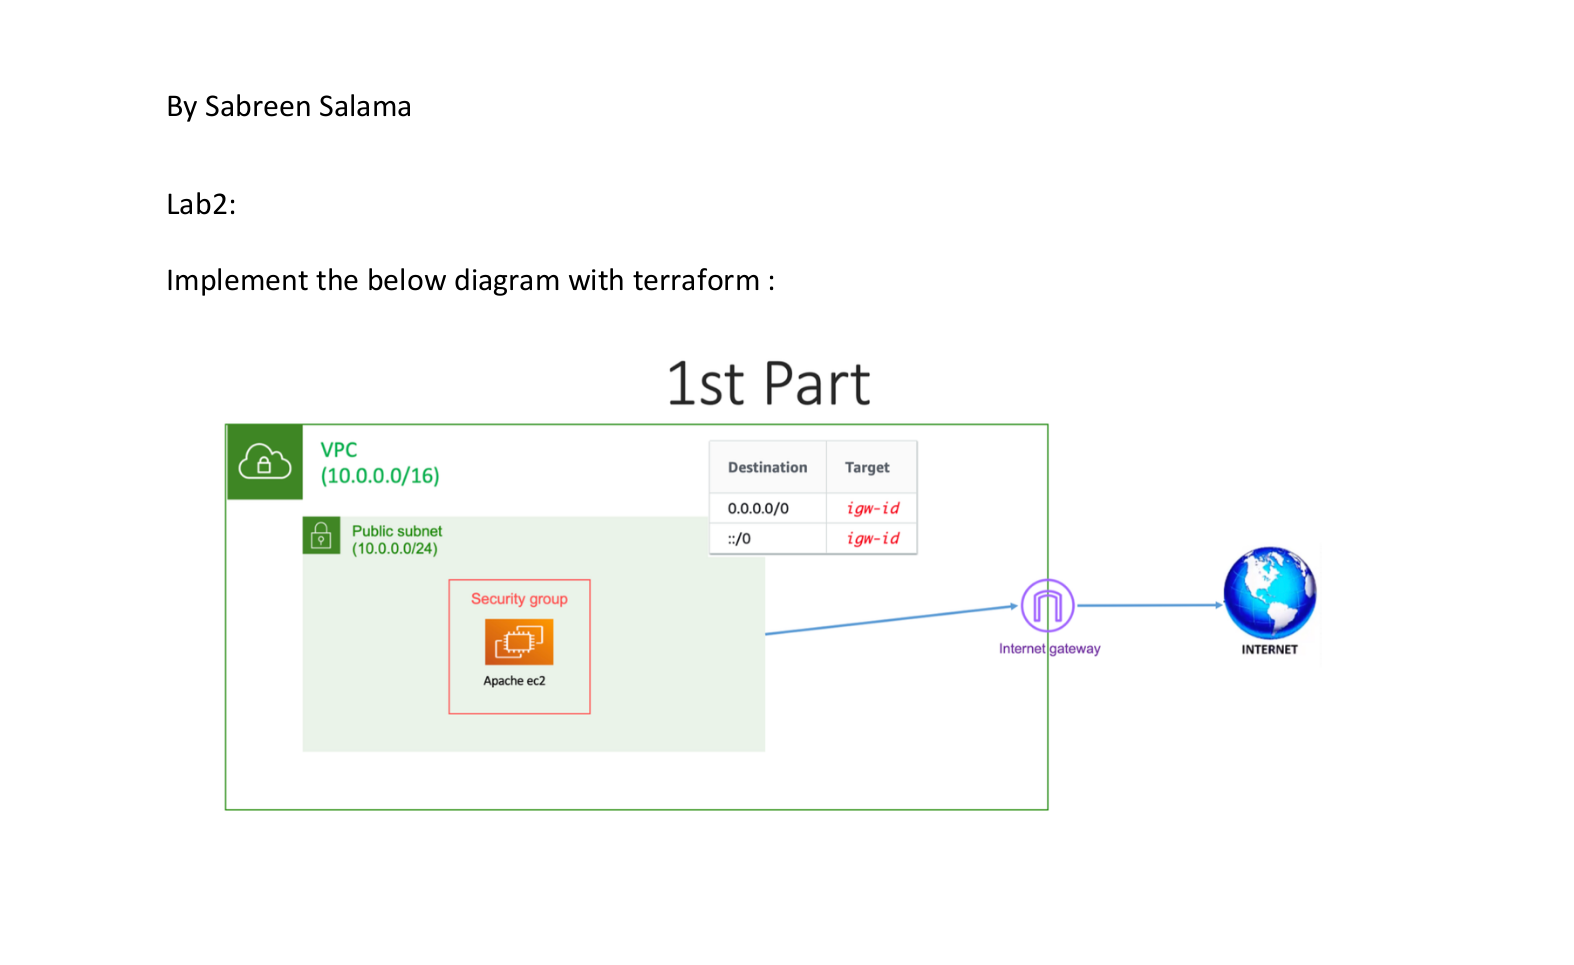 By Sabreen Salama
Lab2:
Implement the below diagram with terraform :
1st Part
VPC
(10.0.0.0/16)
Destination Target
0.0.0.0/0 igw-id
::/0 igw-id
Public subnet
(10.0.0.0/24)
Security group
Apache ec2
Internet gateway
INTERNET